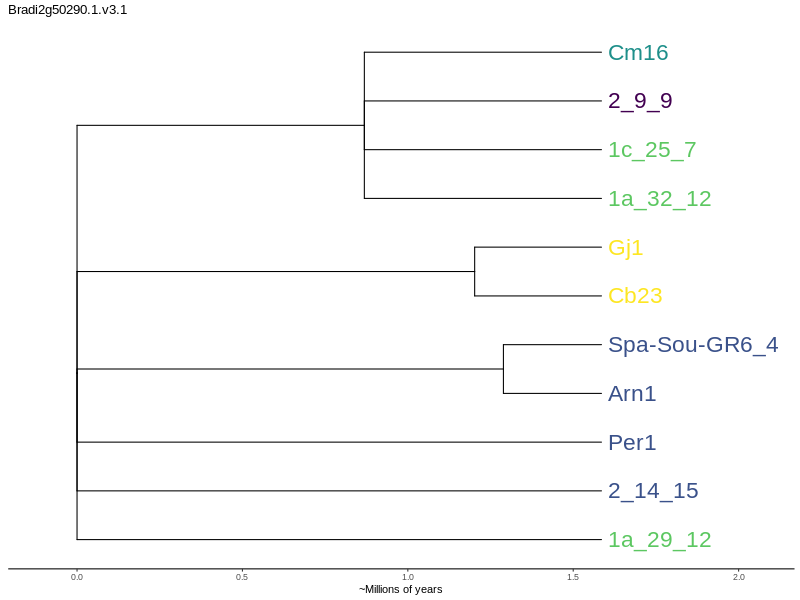 Bradi2g50290.1.v3.1
Cm16
2_9_9
1c_25_7
1a_32_12
Gj1
Cb23
Spa-Sou-GR6_4
Arn1
Per1
2_14_15
1a_29_12
0.0 0.5 1.0 1.5 2.0
~Millions of years